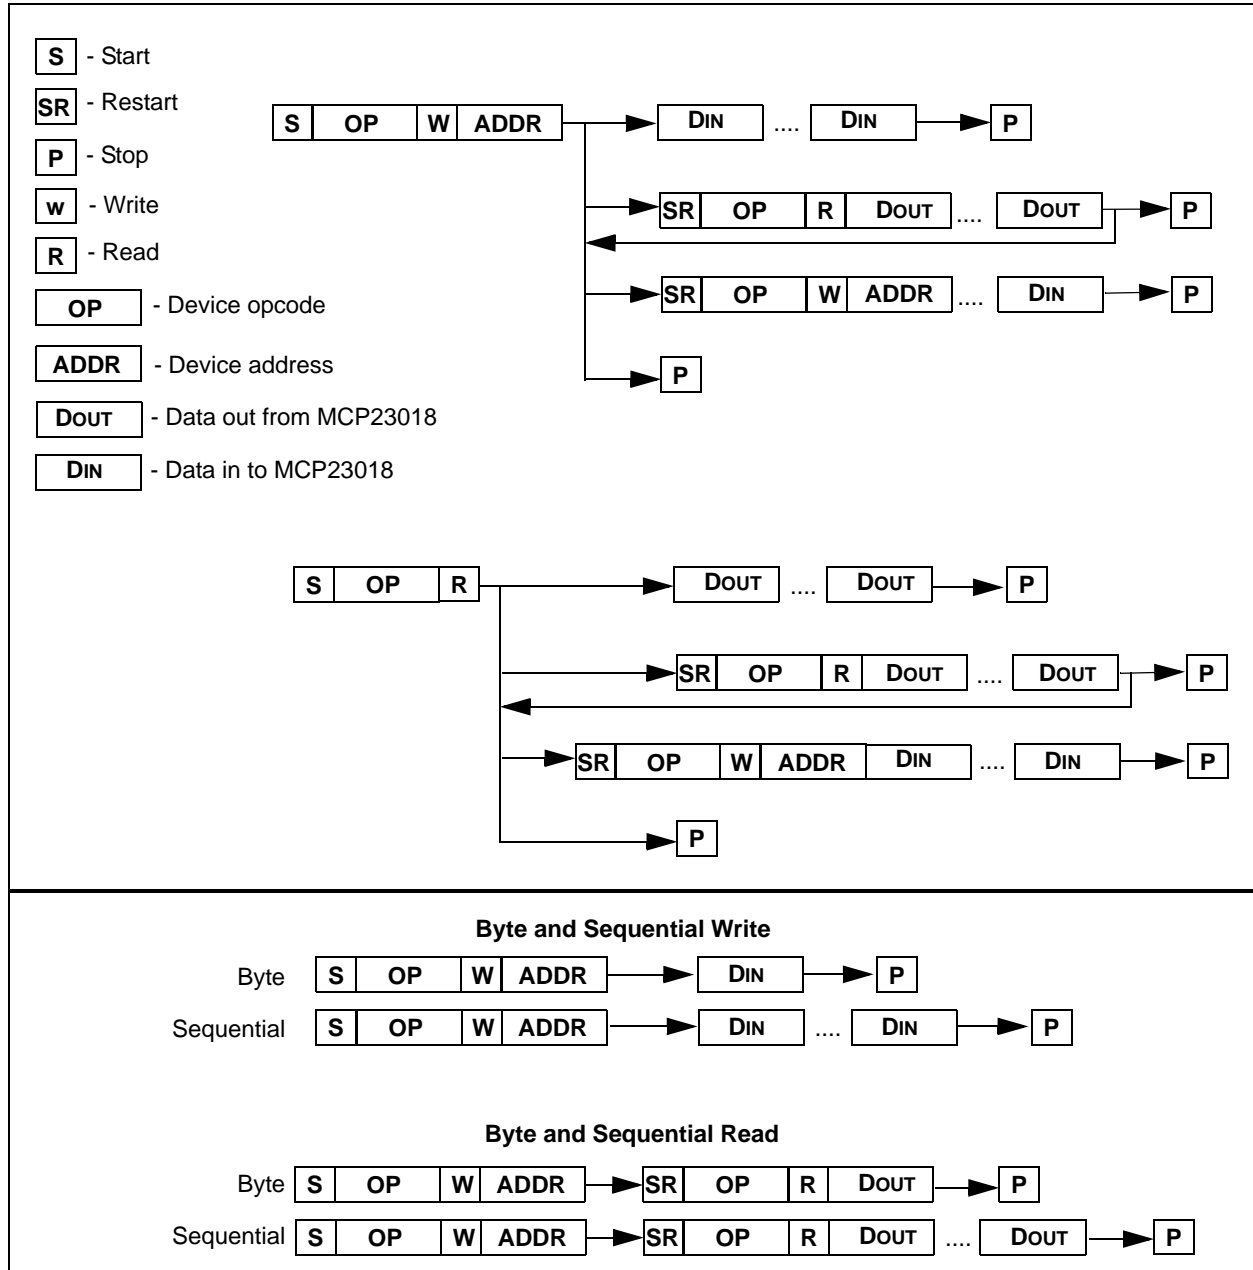 S - Start
SR - Restart
P - Stop
W - Write
R - Read
OP - Device opcode
ADDR - Device address
DOUT - Data out from MCP23018
DIN - Data in to MCP23018
S OP W ADDR DIN .... DIN P
SR OP R DOUT .... DOUT P
SR OP W ADDR .... DIN P
P
S OP R DOUT .... DOUT P
SR OP R DOUT .... DOUT P
SR OP W ADDR DIN .... DIN P
P
Byte and Sequential Write
Byte S OP W ADDR DIN P
Sequential S OP W ADDR DIN .... DIN P
Byte and Sequential Read
Byte S OP W ADDR SR OP R DOUT P
Sequential S OP W ADDR SR OP R DOUT .... DOUT P